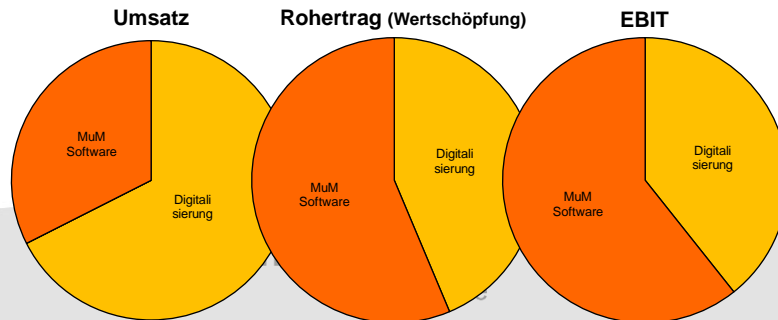 Umsatz
Rohertrag (Wertschöpfung)
EBIT
MuM
Software
Digitali
sierung
MuM
Software
Digitali
sierung
MuM
Software
Digitali
sierung